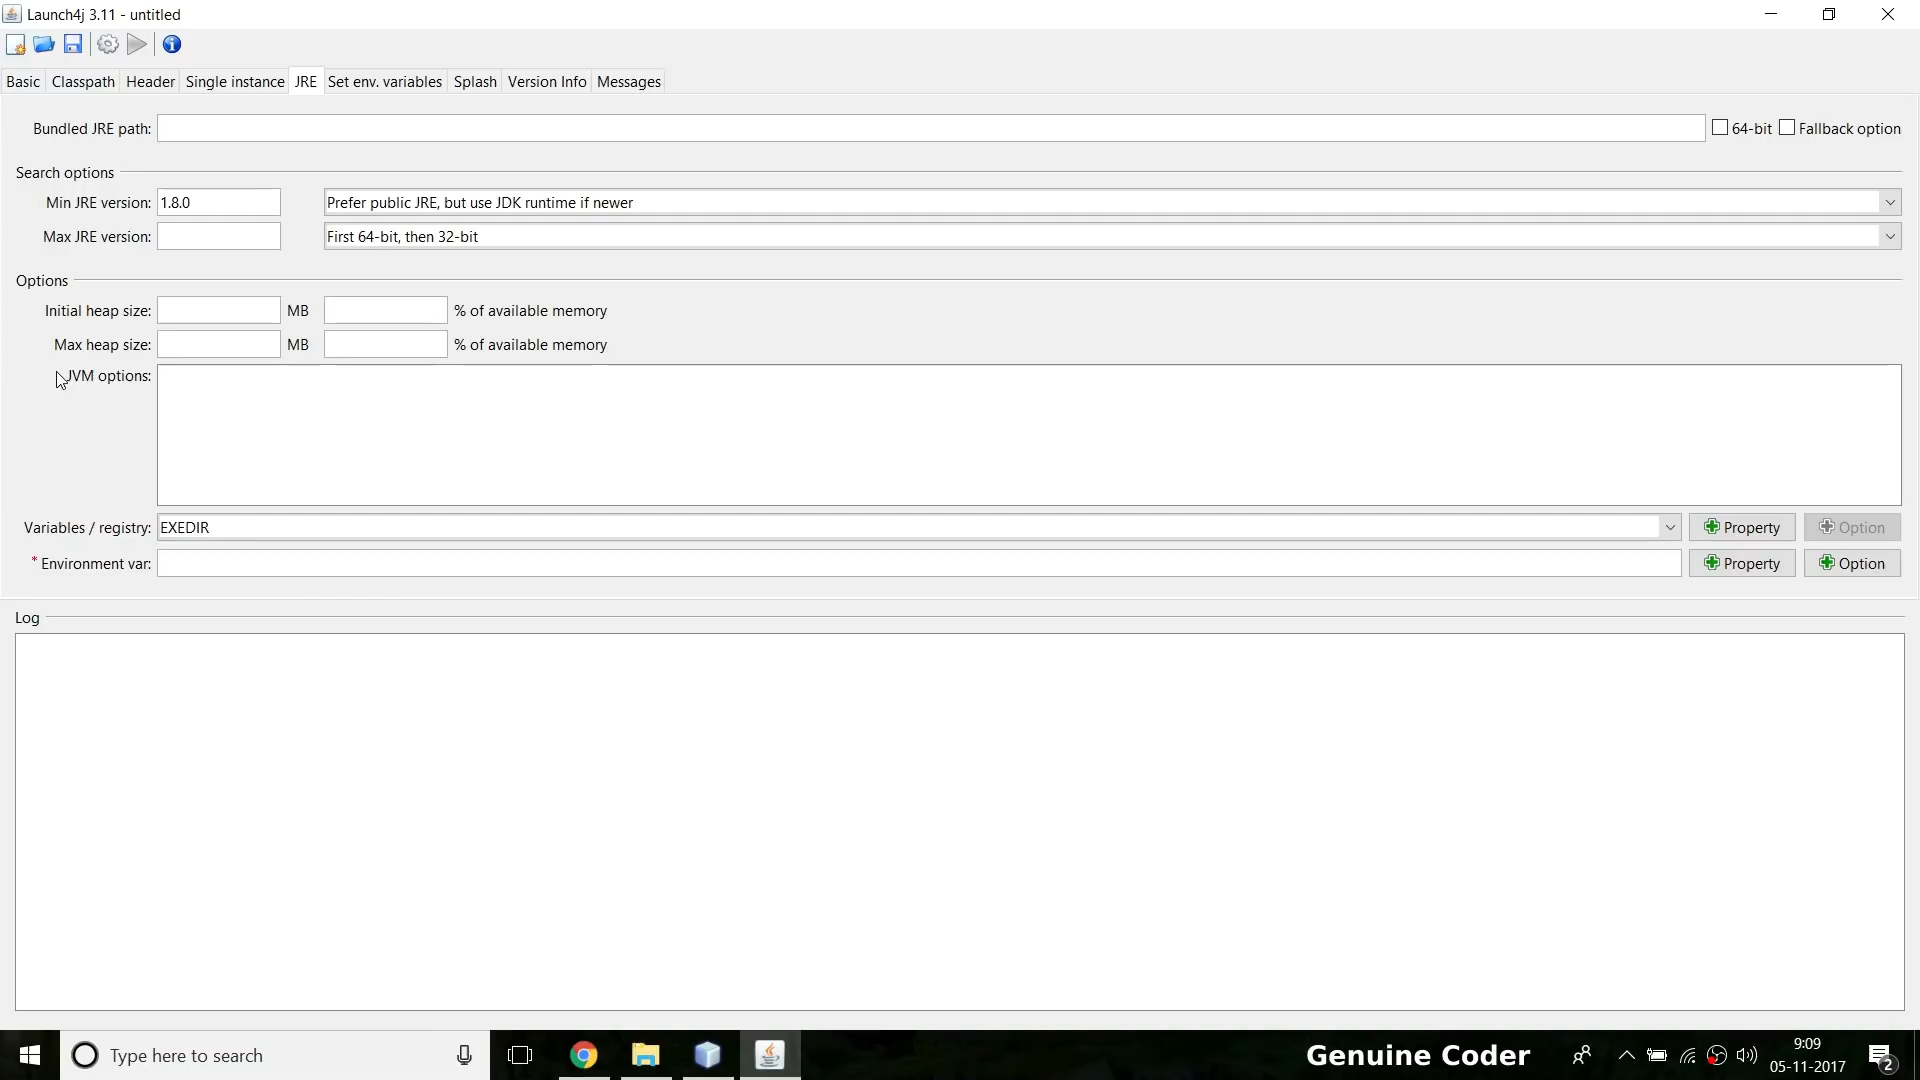 Launch4j 3.11 - untitled
Basic Classpath Header Single instance JRE Set env. variables Splash Version Info Messages
Bundled JRE path: 64-bit Fallback option
Search options
Min JRE version: 1.8.0 Prefer public JRE, but use JDK runtime if newer
Max JRE version: First 64-bit, then 32-bit
Options
Initial heap size: MB % of available memory
Max heap size: MB % of available memory
JVM options:
Variables / registry: EXEDIR Property Option
* Environment var: Property Option
Log
Type here to search Genuine Coder 9:09
05-11-2017 2